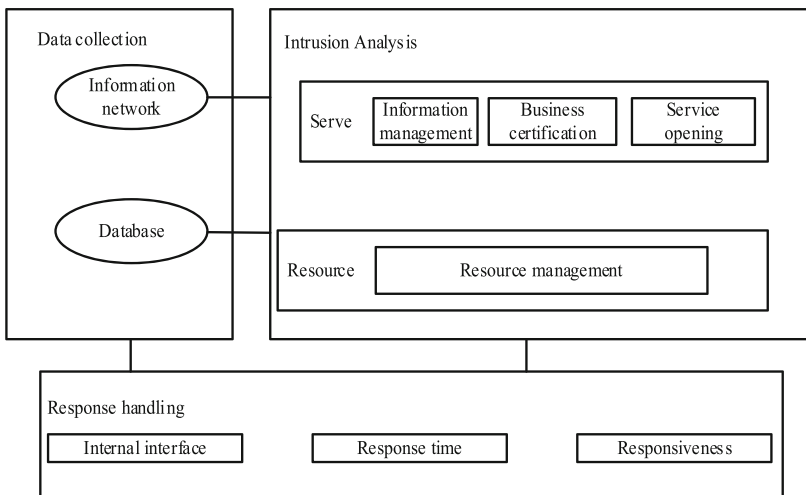 Data collection
Information
network
Database
Intrusion Analysis
Serve
Information
management
Business
certification
Service
opening
Resource
Resource management
Response handling
Internal interface
Response time
Responsiveness